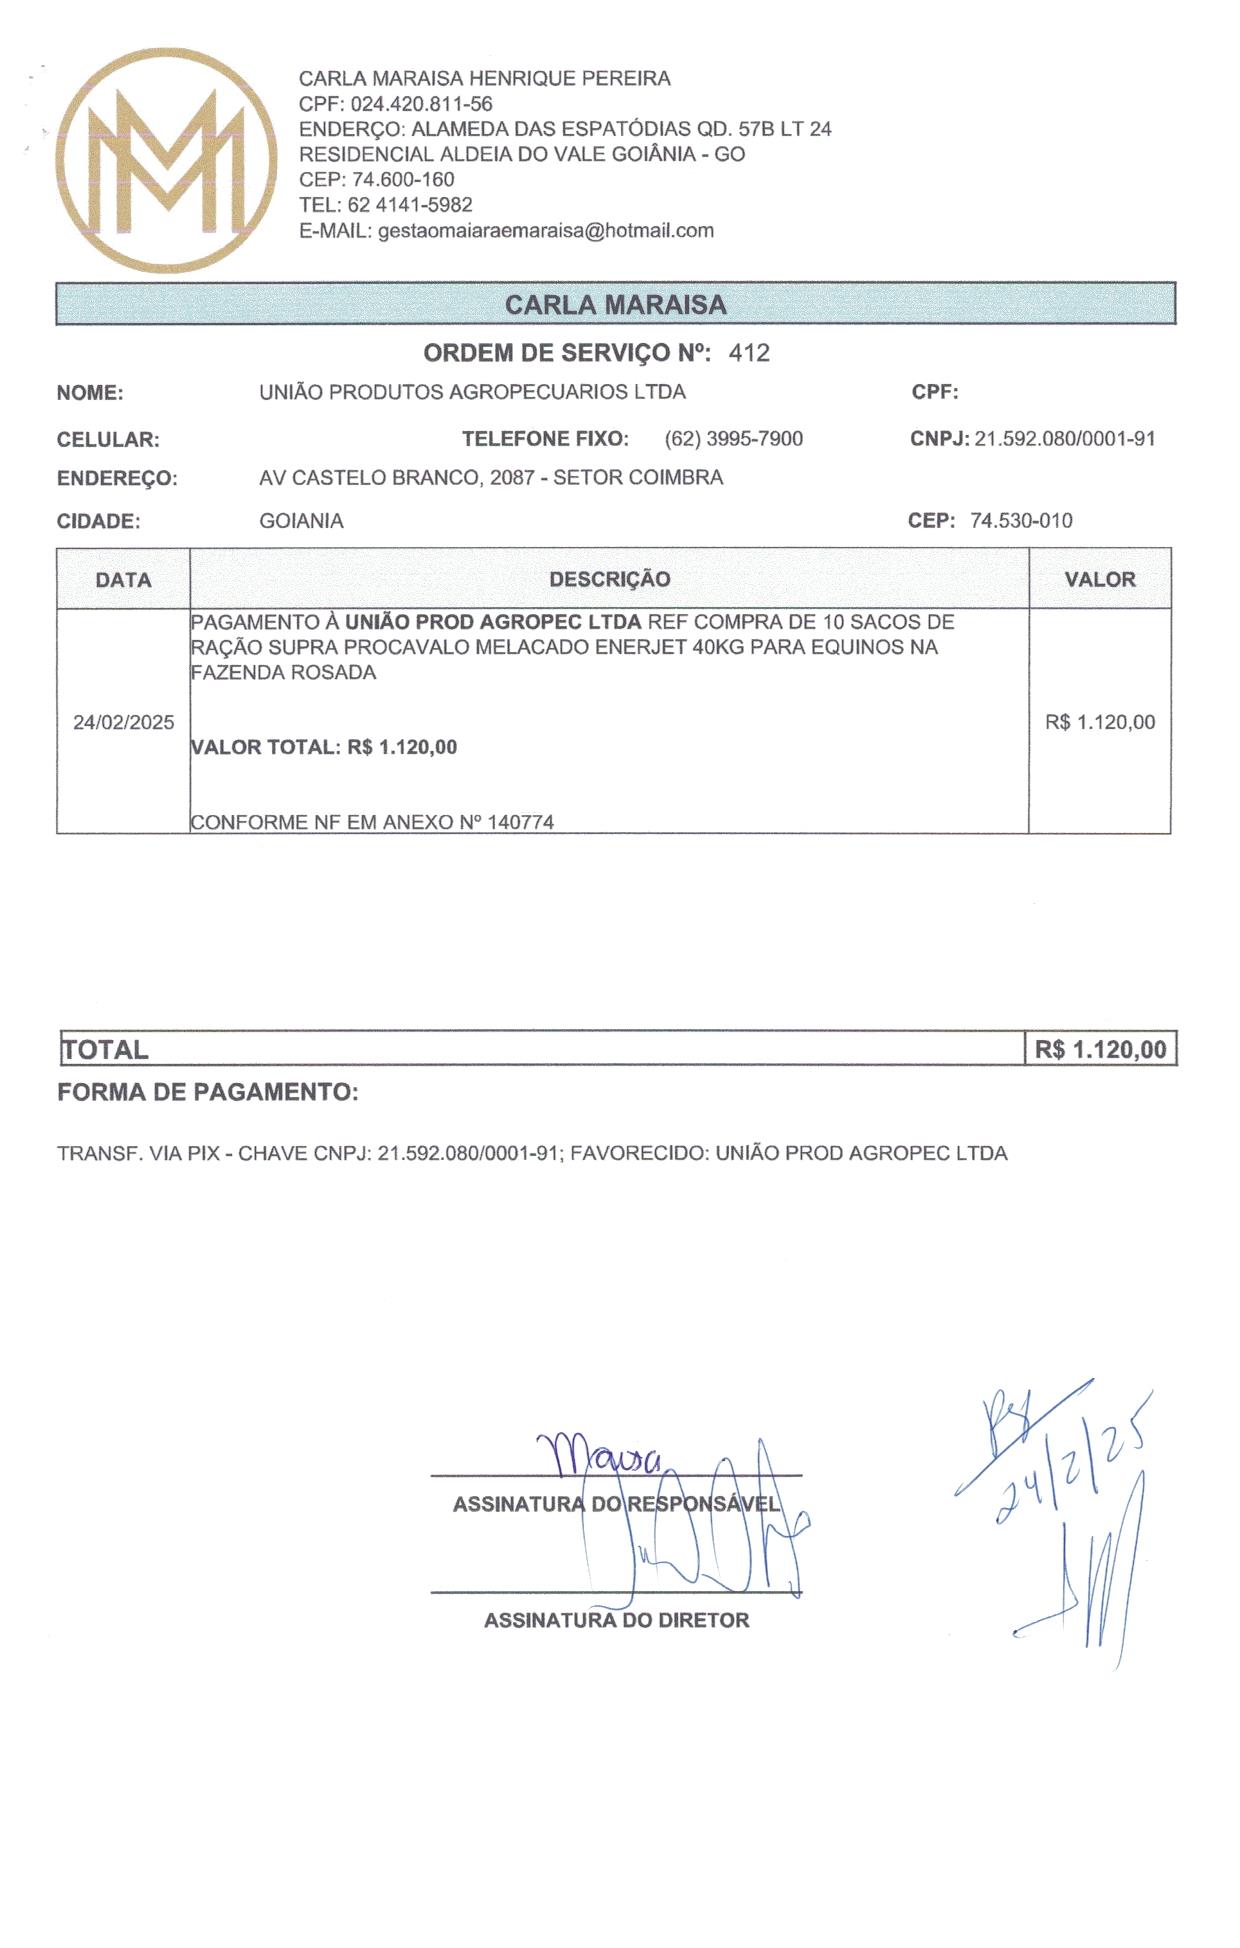 CARLA MARAISA HENRIQUE PEREIRA
CPF: 024.420.811-56
ENDERÇO: ALAMEDA DAS ESPATÓDIAS QD. 57B LT 24
RESIDENCIAL ALDEIA DO VALE GOIÂNIA - GO
CEP: 74.600-160
TEL: 62 4141-5982
E-MAIL: gestaomaiaraemaraisa@hotmail.com
CARLA MARAISA
ORDEM DE SERVIÇO Nº: 412
NOME: UNIÃO PRODUTOS AGROPECUARIOS LTDA CPF:
CELULAR: TELEFONE FIXO: (62) 3995-7900 CNPJ: 21.592.080/0001-91
ENDEREÇO: AV CASTELO BRANCO, 2087 - SETOR COIMBRA
CIDADE: GOIANIA CEP: 74.530-010
DATA DESCRIÇÃO VALOR
PAGAMENTO À UNIÃO PROD AGROPEC LTDA REF COMPRA DE 10 SACOS DE
RAÇÃO SUPRA PROCAVALO MELACADO ENERJET 40KG PARA EQUINOS NA
FAZENDA ROSADA
24/02/2025 R$ 1.120,00
VALOR TOTAL: R$ 1.120,00
CONFORME NF EM ANEXO Nº 140774
TOTAL R$ 1.120,00
FORMA DE PAGAMENTO:
TRANSF. VIA PIX - CHAVE CNPJ: 21.592.080/0001-91; FAVORECIDO: UNIÃO PROD AGROPEC LTDA
24/2/25
ASSINATURA DO RESPONSÁVEL
ASSINATURA DO DIRETOR